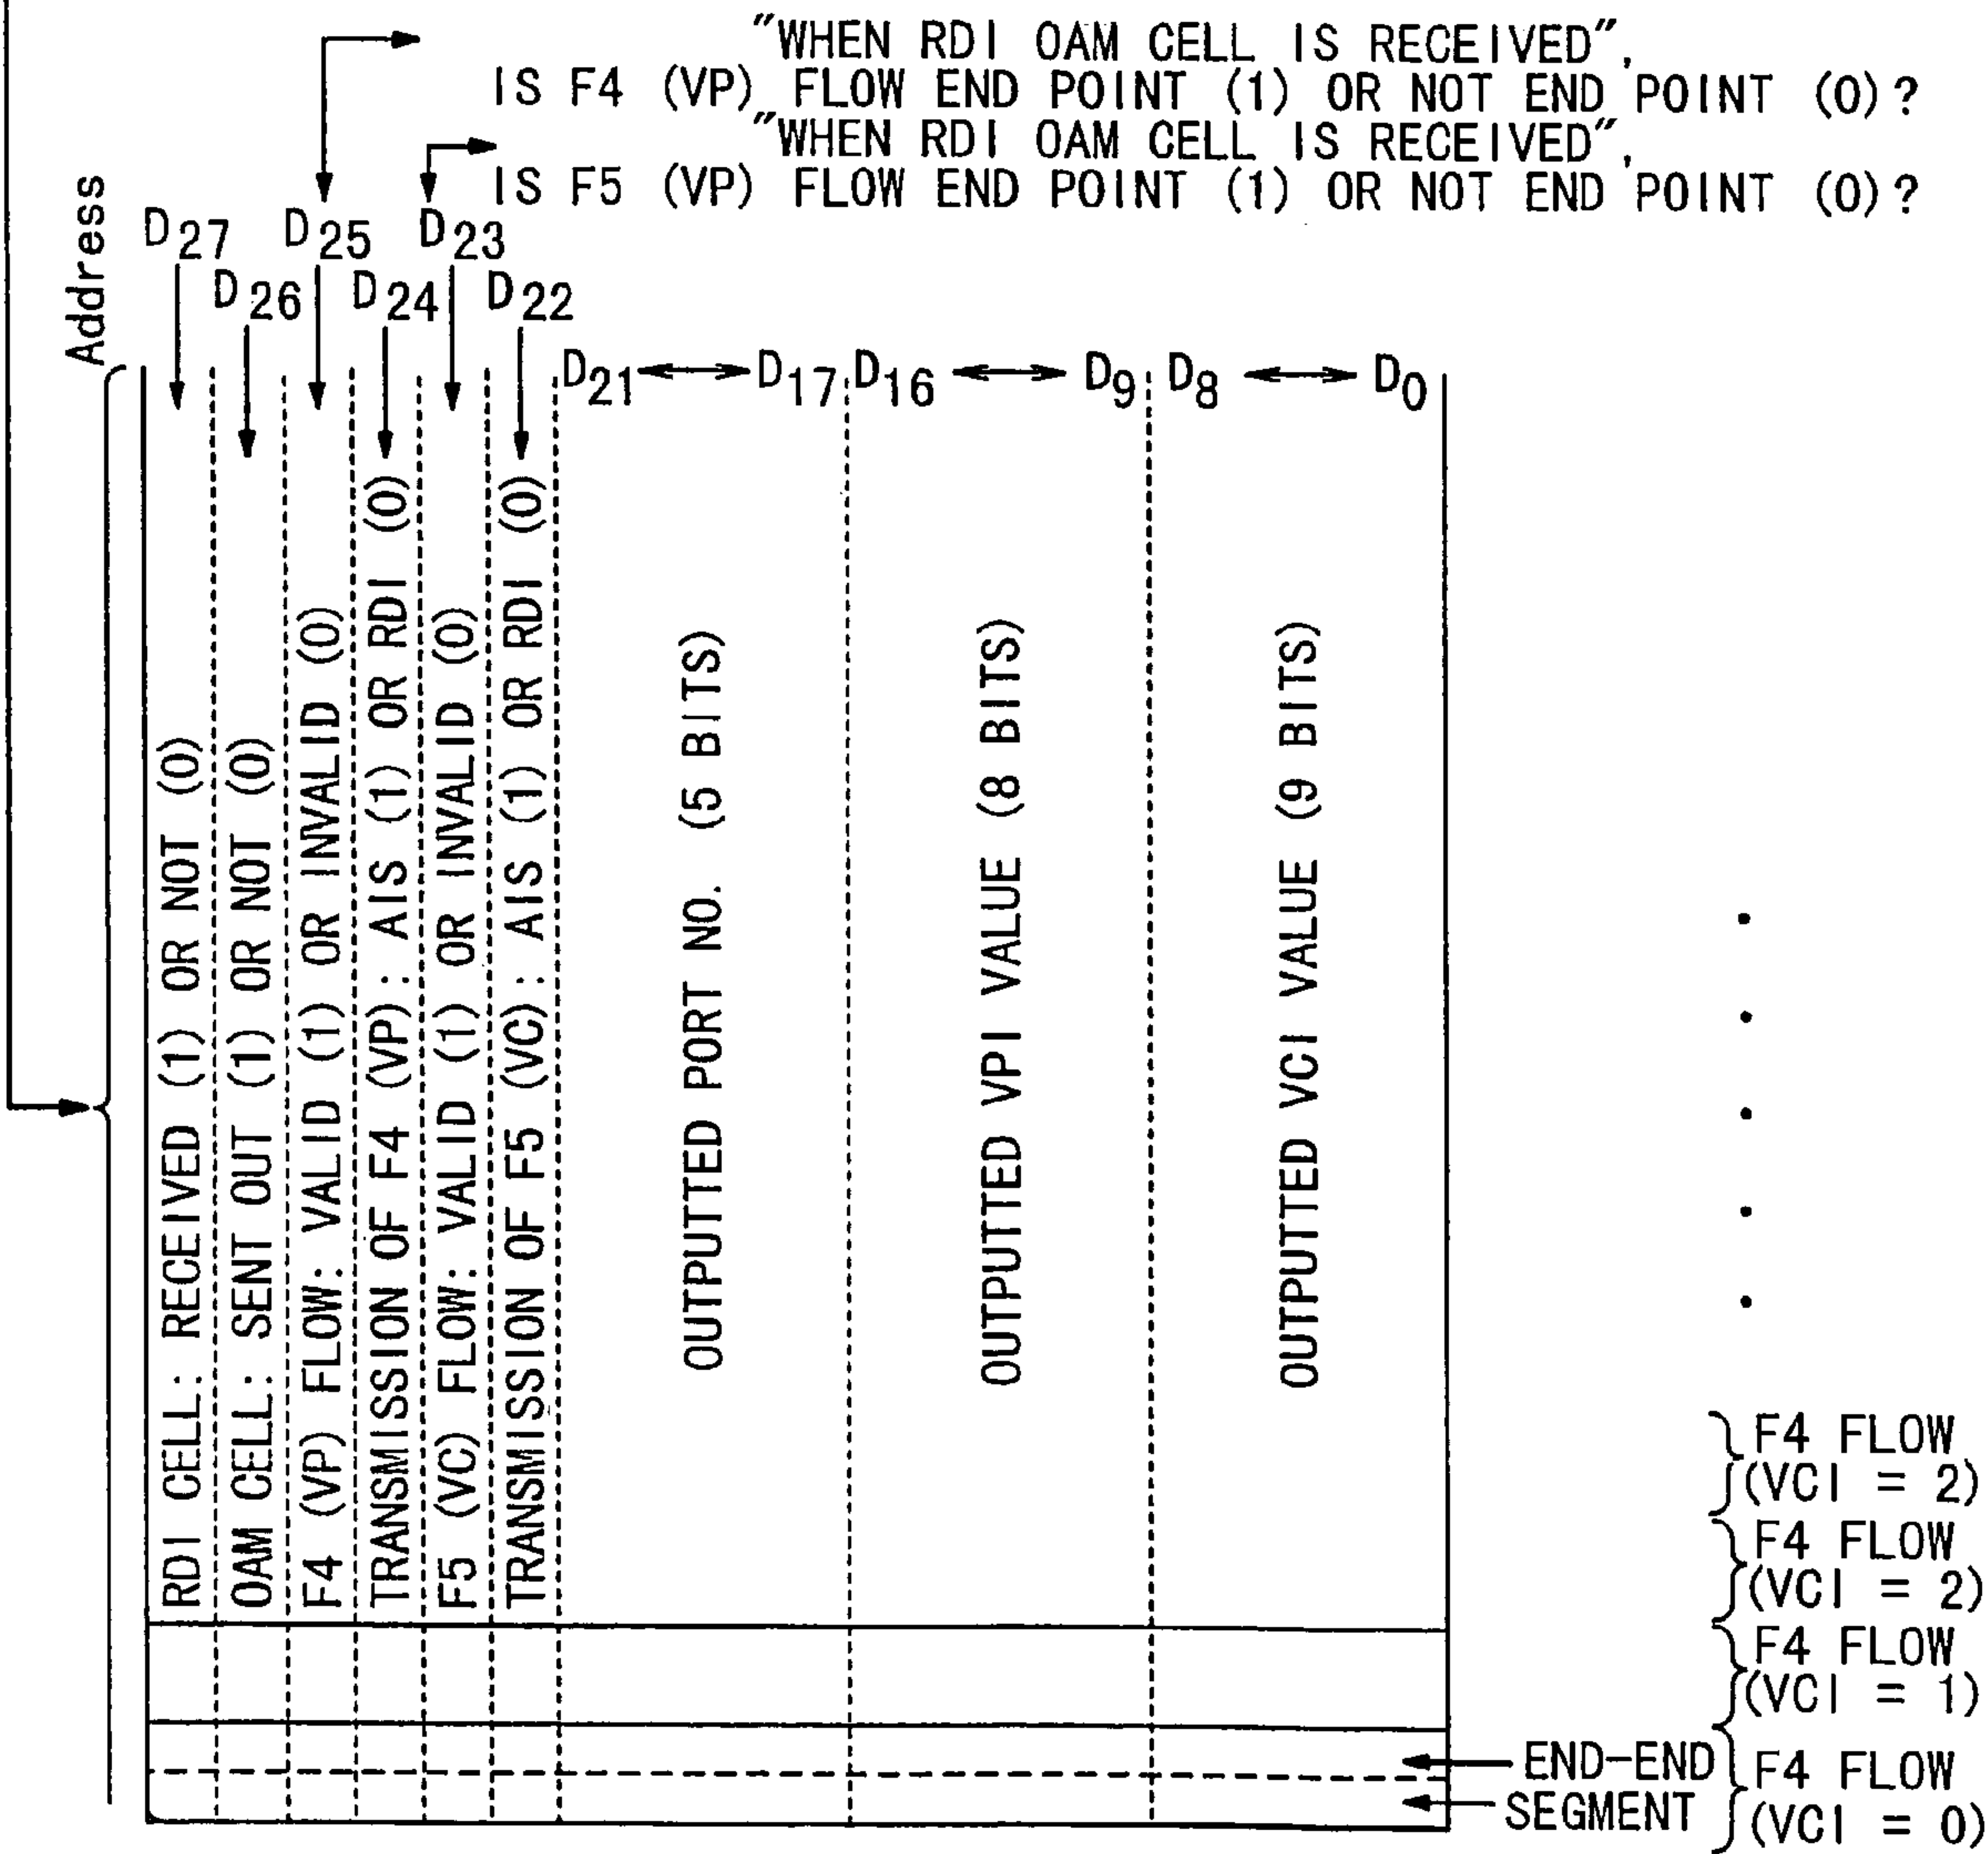 "WHEN RDI OAM CELL IS RECEIVED",
IS F4 (VP) FLOW END POINT (1) OR NOT END POINT (0)?
"WHEN RDI OAM CELL IS RECEIVED",
IS F5 (VP) FLOW END POINT (1) OR NOT END POINT (0)?
Address
D27 D25 D23
D26 D24 D22
D21 D17 D16 D9 D8 D0
RDI CELL: RECEIVED (1) OR NOT (0)
OAM CELL: SENT OUT (1) OR NOT (0)
F4 (VP) FLOW: VALID (1) OR INVALID (0)
TRANSMISSION OF F4 (VP): AIS (1) OR RDI (0)
F5 (VC) FLOW: VALID (1) OR INVALID (0)
TRANSMISSION OF F5 (VC): AIS (1) OR RDI (0)
OUTPUTTED PORT NO. (5 BITS)
OUTPUTTED VPI VALUE (8 BITS)
OUTPUTTED VCI VALUE (9 BITS)
F4 FLOW
(VCI = 2)
F4 FLOW
(VCI = 2)
F4 FLOW
(VCI = 1)
END-END
SEGMENT
F4 FLOW
(VCI = 0)